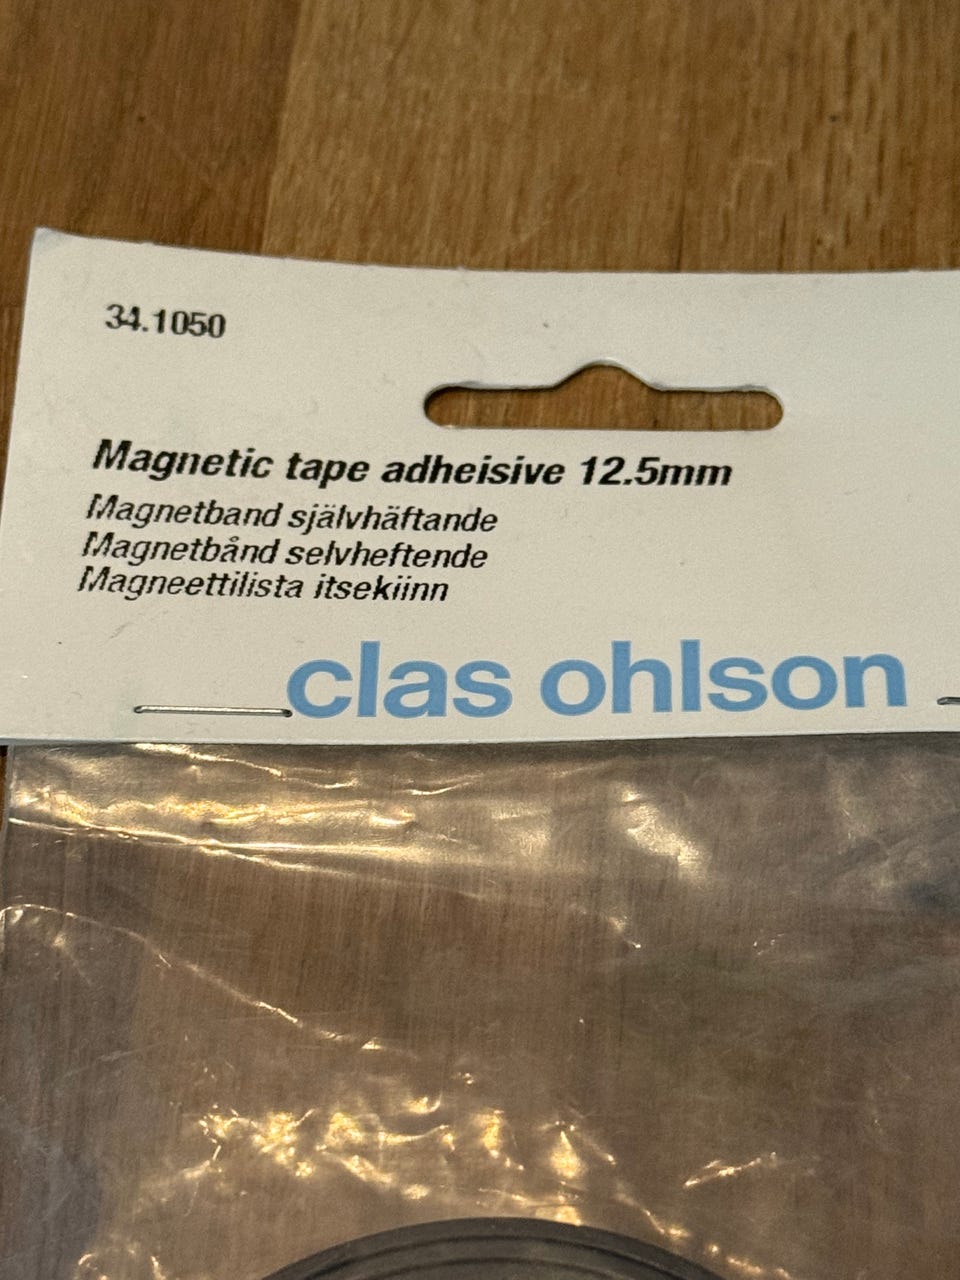 34.1050
Magnetic tape adheisive 12.5mm
Magnetband självhäftande
Magnetbånd selvheftende
Magneettilista itsekiinn
clas ohlson